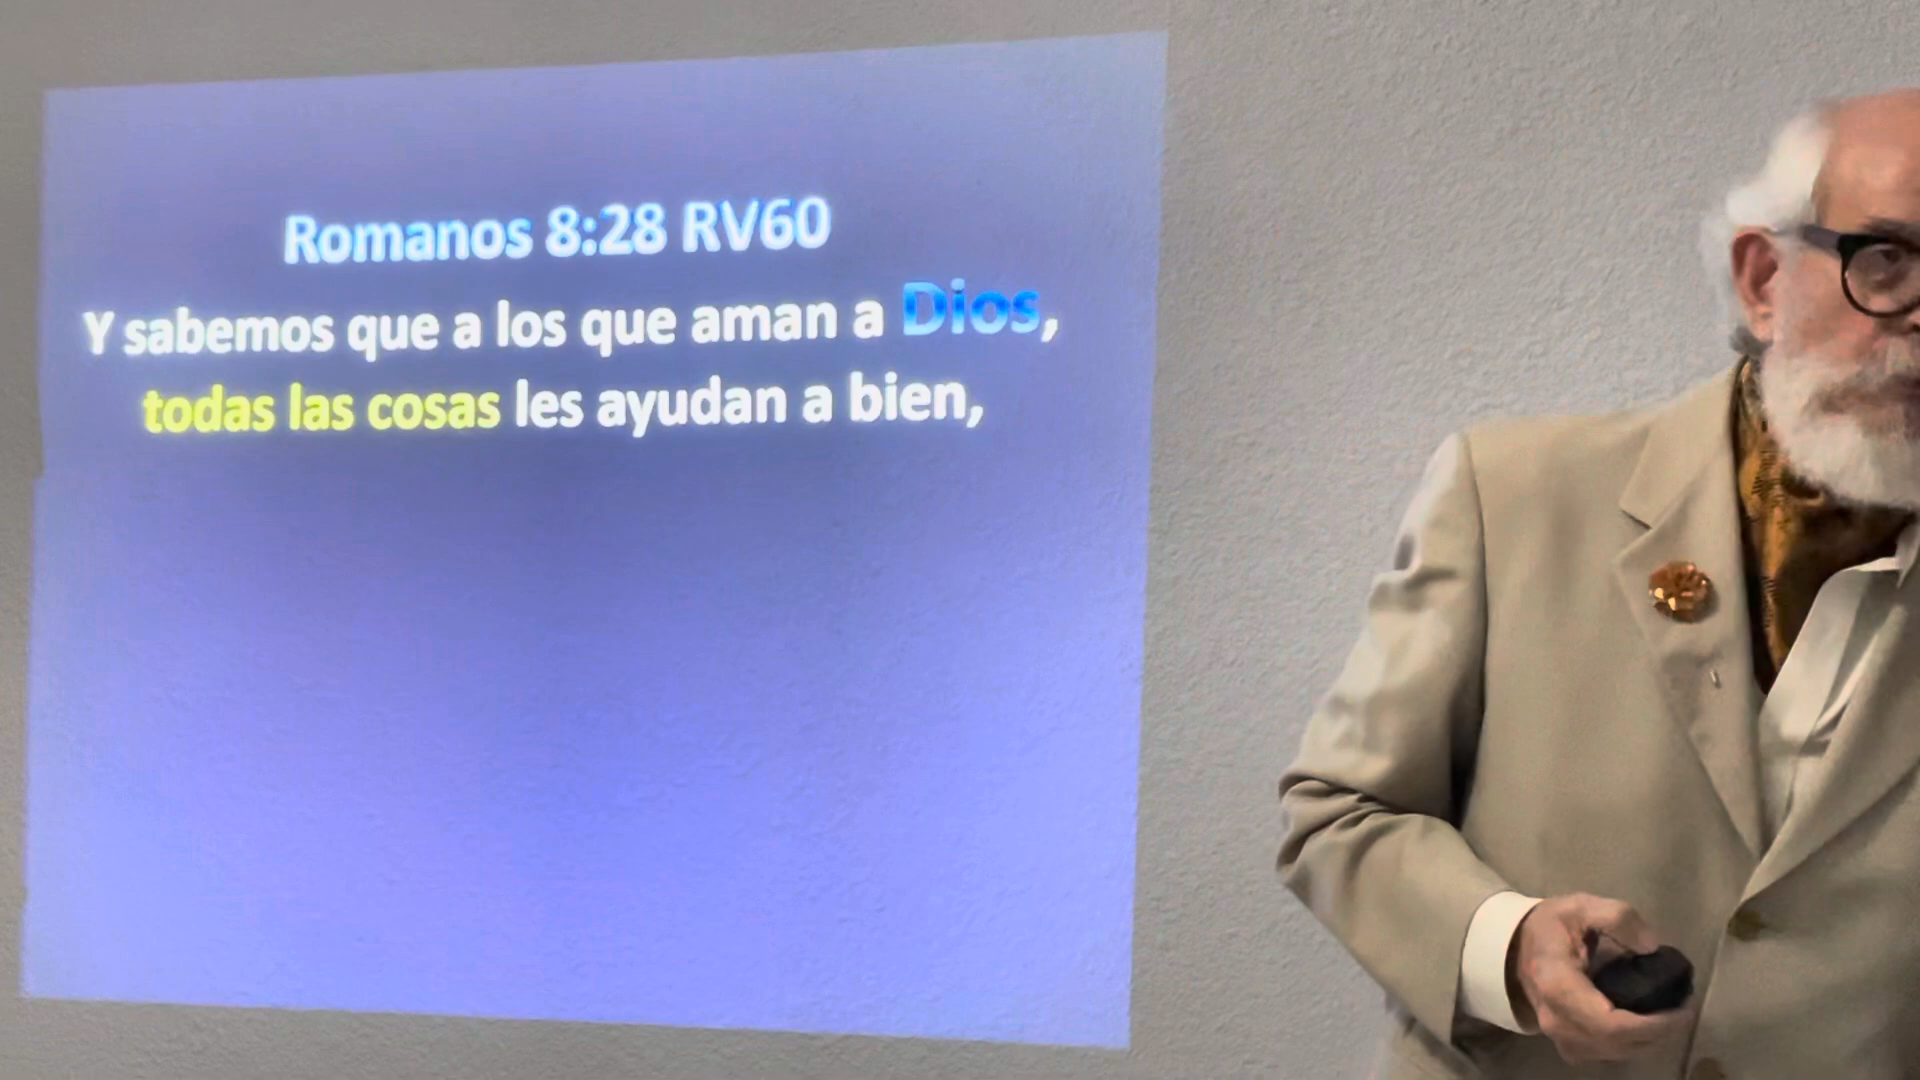 Romanos 8:28 RV60
Y sabemos que a los que aman a Dios,
todas las cosas les ayudan a bien,